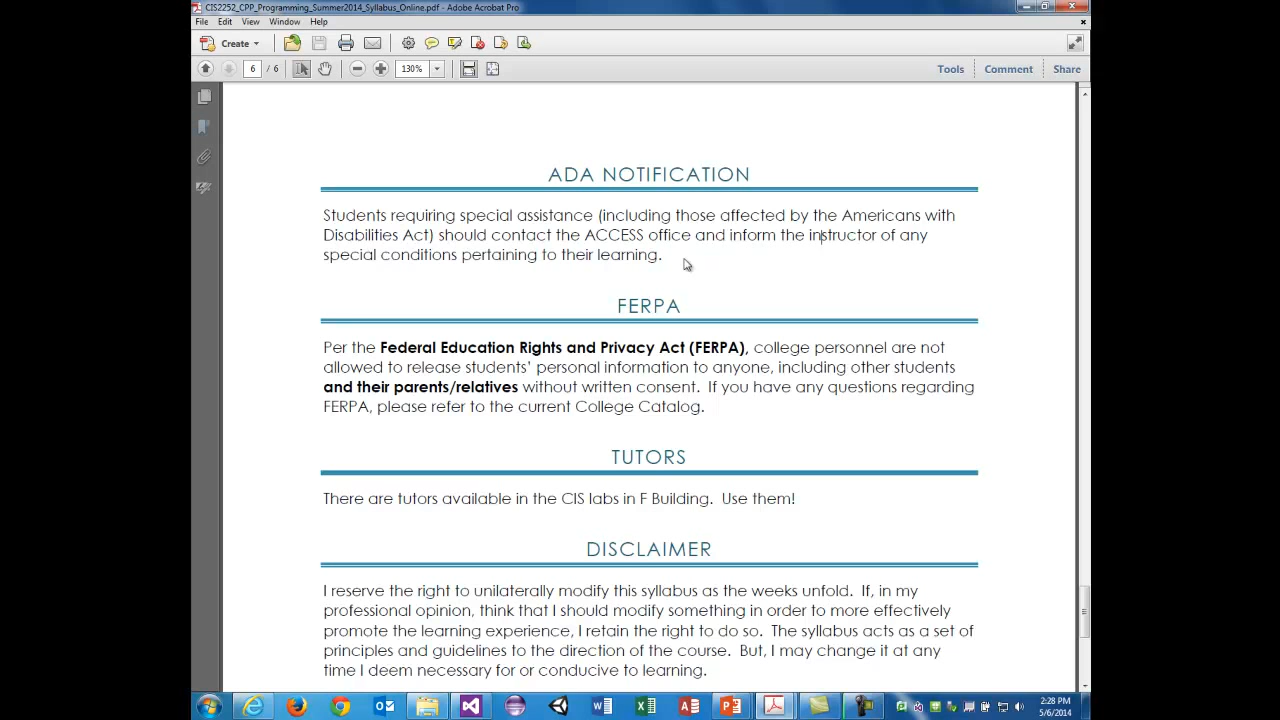 CIS2252_CPP_Programming_Summer2014_Syllabus_Online.pdf - Adobe Acrobat Pro
File Edit View Window Help
Create
6 / 6 130% Tools Comment Share
ADA NOTIFICATION
Students requiring special assistance (including those affected by the Americans with
Disabilities Act) should contact the ACCESS office and inform the instructor of any
special conditions pertaining to their learning.
FERPA
Per the Federal Education Rights and Privacy Act (FERPA), college personnel are not
allowed to release students' personal information to anyone, including other students
and their parents/relatives without written consent. If you have any questions regarding
FERPA, please refer to the current College Catalog.
TUTORS
There are tutors available in the CIS labs in F Building. Use them!
DISCLAIMER
I reserve the right to unilaterally modify this syllabus as the weeks unfold. If, in my
professional opinion, think that I should modify something in order to more effectively
promote the learning experience, I retain the right to do so. The syllabus acts as a set of
principles and guidelines to the direction of the course. But, I may change it at any
time I deem necessary for or conducive to learning.
2:28 PM
5/6/2014